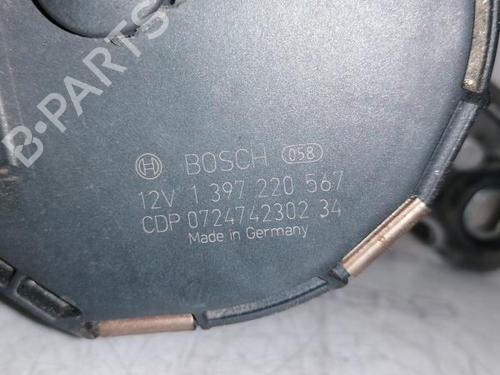 B-PARTS
BOSCH 058
12V 1 397 220 567
CDP 0724742302 34
Made in Germany